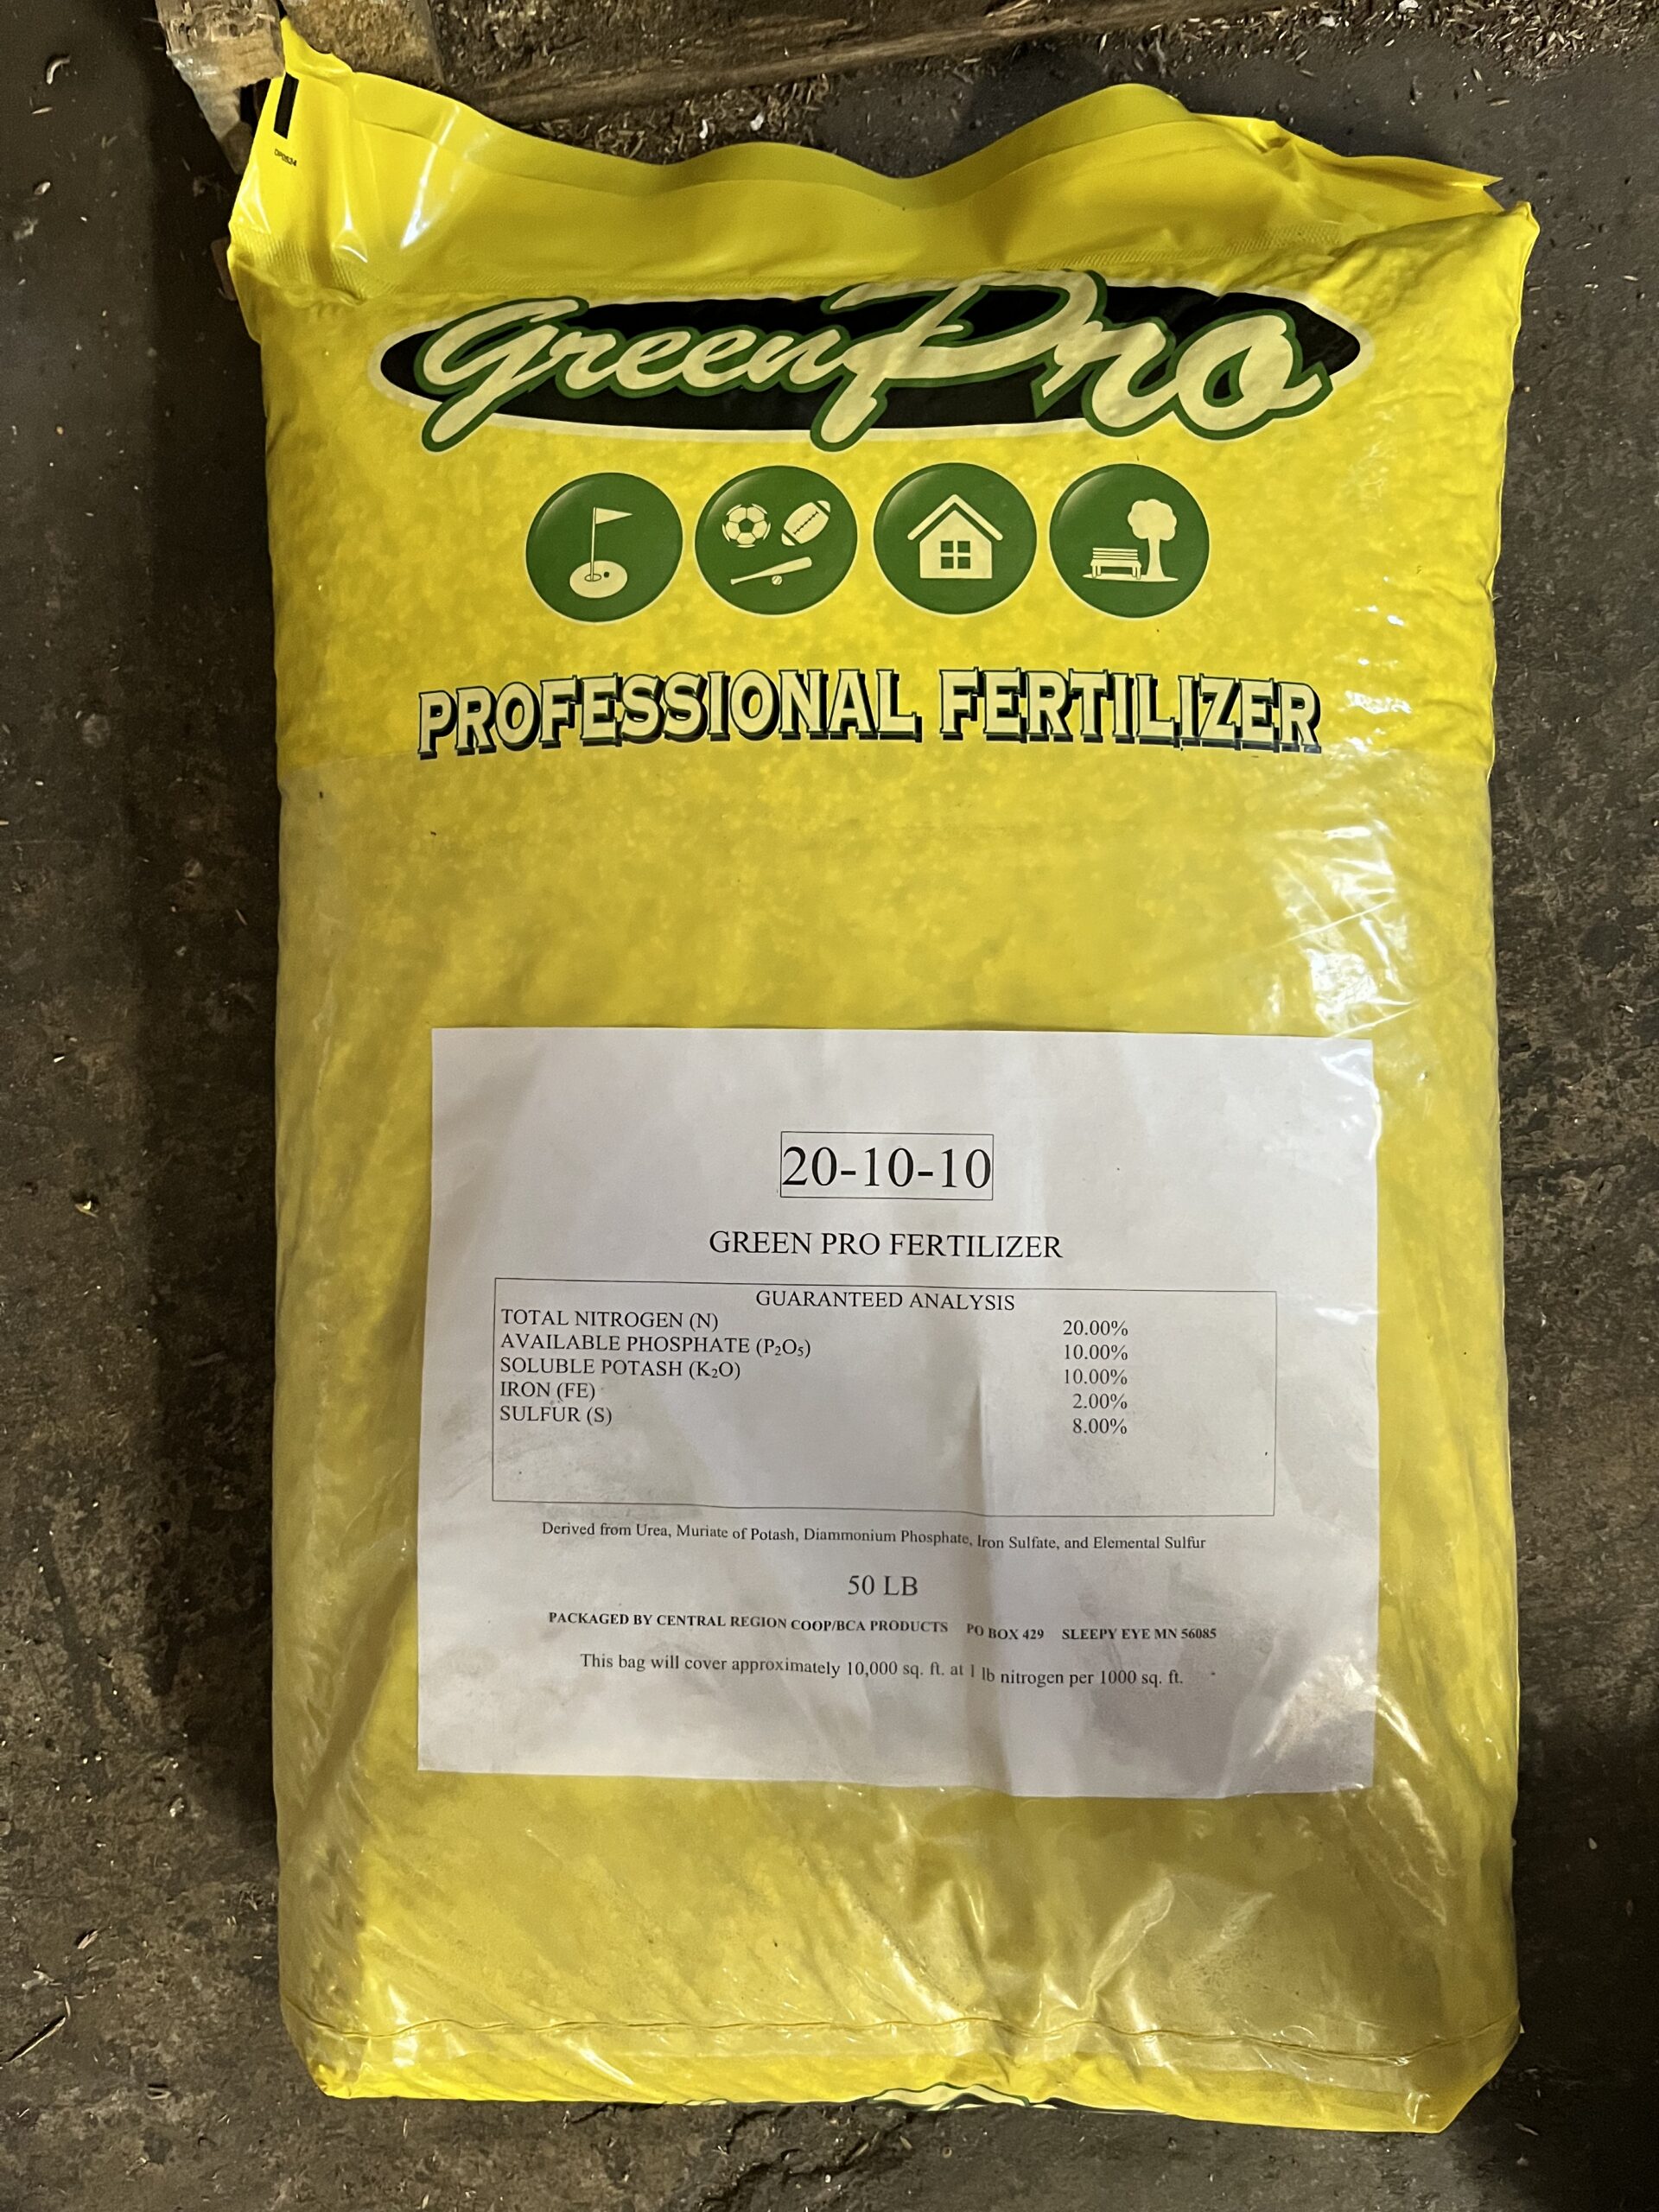 GreenPro
PROFESSIONAL FERTILIZER
20-10-10
GREEN PRO FERTILIZER
GUARANTEED ANALYSIS
TOTAL NITROGEN (N) 20.00%
AVAILABLE PHOSPHATE (P₂O₅) 10.00%
SOLUBLE POTASH (K₂O) 10.00%
IRON (FE) 2.00%
SULFUR (S) 8.00%
Derived from Urea, Muriate of Potash, Diammonium Phosphate, Iron Sulfate, and Elemental Sulfur
50 LB
PACKAGED BY CENTRAL REGION COOP/BCA PRODUCTS PO BOX 429 SLEEPY EYE MN 56085
This bag will cover approximately 10,000 sq. ft. at 1 lb nitrogen per 1000 sq. ft.